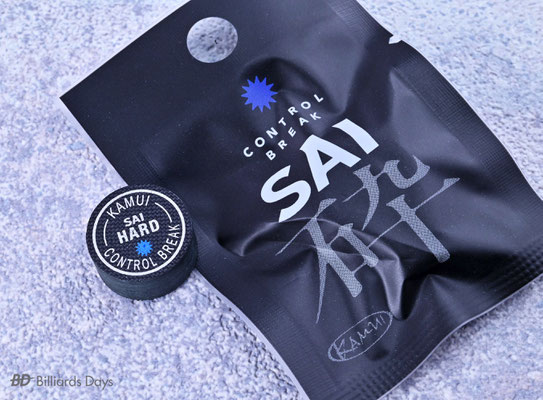 CONTROL
BREAK
SAI
砕
KAMUI
KAMUI
SAI
HARD
CONTROL BREAK
BD Billiards Days